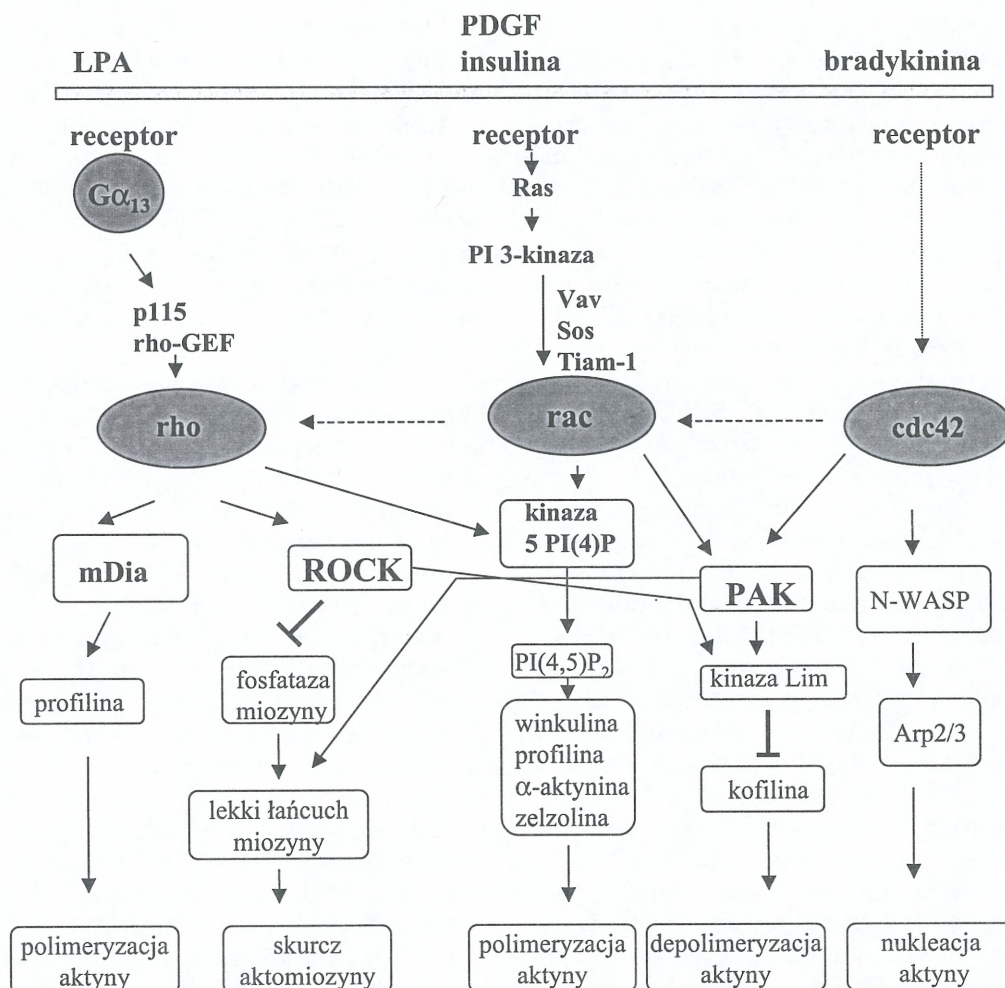 PDGF
LPA
insulina
bradykinina
receptor
receptor
receptor
Gα13
Ras
PI 3-kinaza
p115
rho-GEF
Vav
Sos
Tiam-1
rho
rac
cdc42
mDia
ROCK
kinaza
5 PI(4)P
PAK
N-WASP
profilina
fosfataza
miozyny
PI(4,5)P2
kinaza Lim
Arp2/3
lekki łańcuch
miozyny
winkulina
profilina
α-aktynina
zelzolina
kofilina
polimeryzacja
aktyny
skurcz
aktomiozyny
polimeryzacja
aktyny
depolimeryzacja
aktyny
nukleacja
aktyny